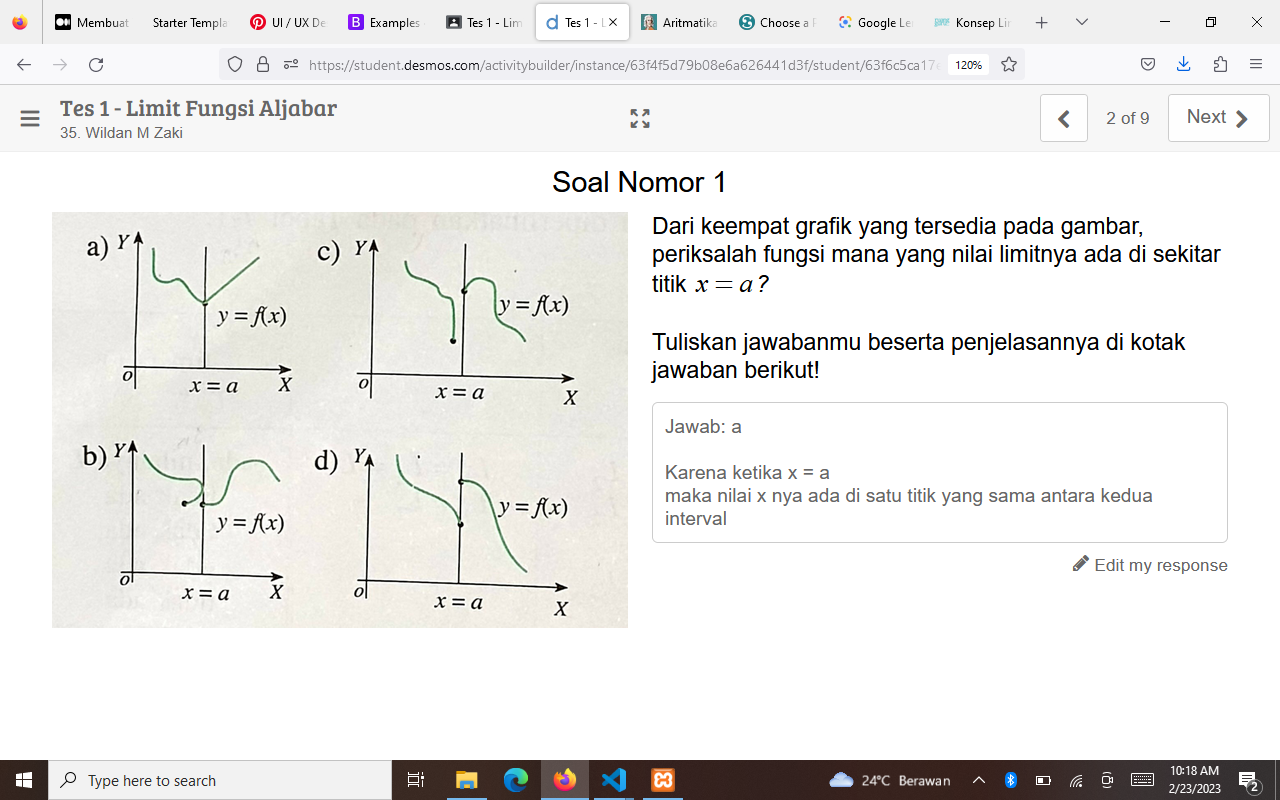 Membuat
Starter Templa
UI / UX De
Examples
Tes 1 - Lim
Tes 1 - L
Aritmatika
Choose a F
Google Le
Konsep Lir
https://student.desmos.com/activitybuilder/instance/63f4f5d79b08e6a626441d3f/student/63f6c5ca17e
120%
Tes 1 - Limit Fungsi Aljabar
35. Wildan M Zaki
2 of 9
Next
Soal Nomor 1
a) Y
y = f(x)
O
x = a
X
c) Y
y = f(x)
O
x = a
X
b) Y
y = f(x)
O
x = a
X
d) Y
y = f(x)
O
x = a
X
Dari keempat grafik yang tersedia pada gambar,
periksalah fungsi mana yang nilai limitnya ada di sekitar
titik x = a ?
Tuliskan jawabanmu beserta penjelasannya di kotak
jawaban berikut!
Jawab: a
Karena ketika x = a
maka nilai x nya ada di satu titik yang sama antara kedua
interval
Edit my response
Type here to search
24°C Berawan
10:18 AM
2/23/2023
2